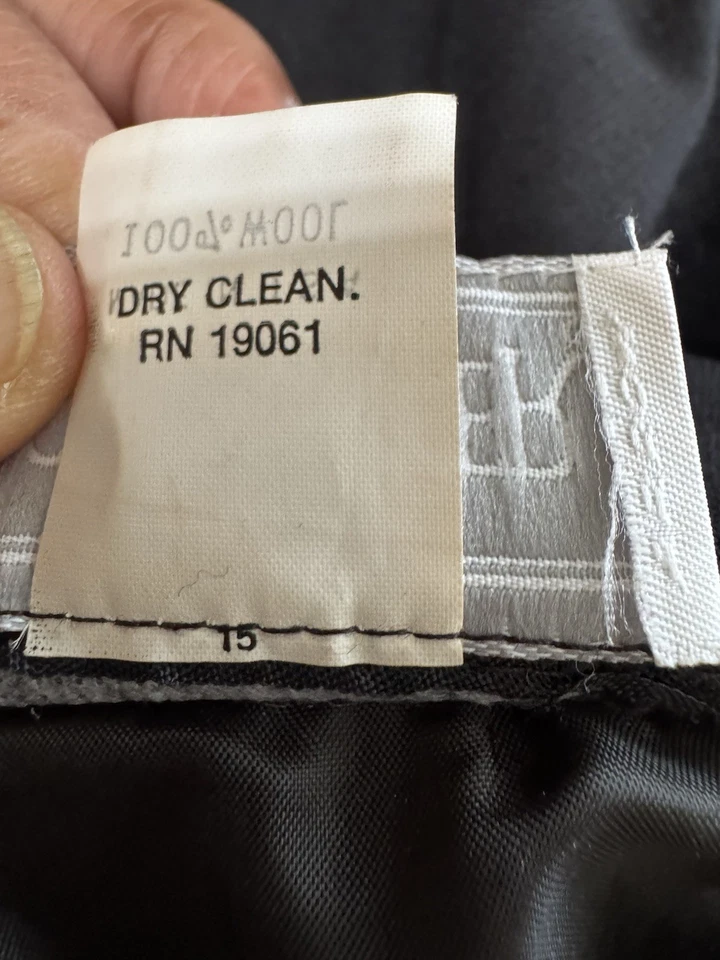 100% WOOL
DRY CLEAN.
RN 19061
15